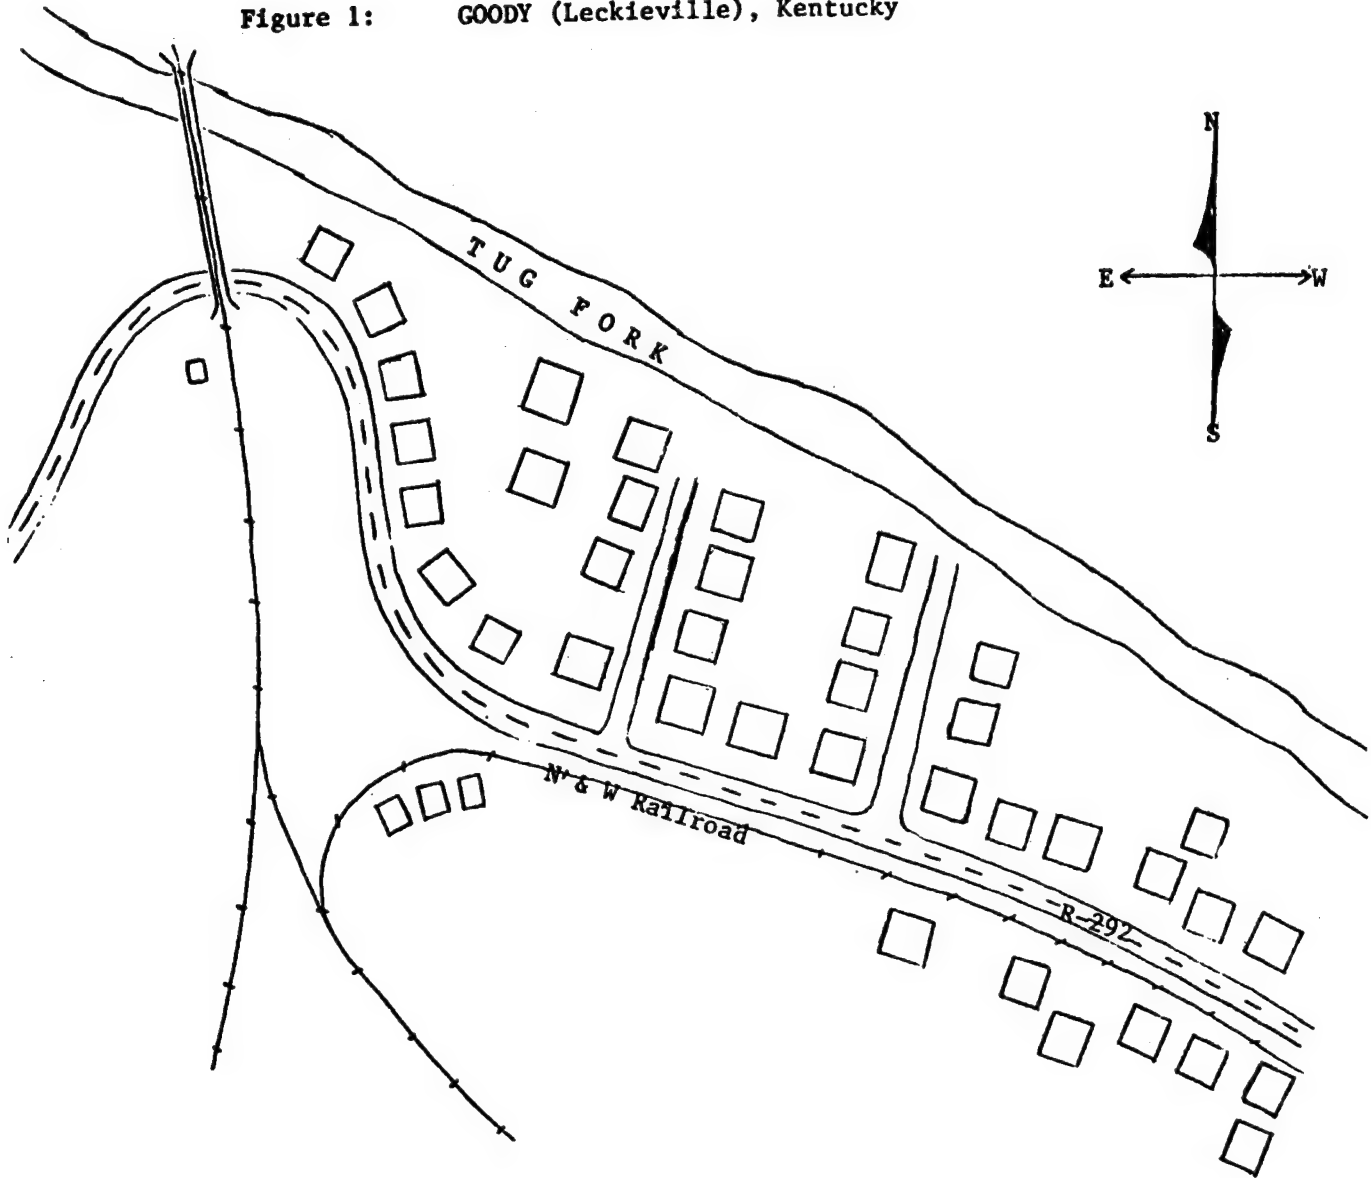 Figure 1: GOODY (Leckieville), Kentucky
N
E W
S
TUG FORK
N & W Railroad
R-292